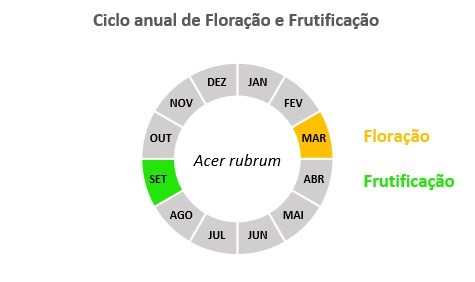 Ciclo anual de Floração e Frutificação
DEZ
JAN
NOV
FEV
OUT
MAR
Floração
Acer rubrum
SET
ABR
Frutificação
AGO
MAI
JUL
JUN